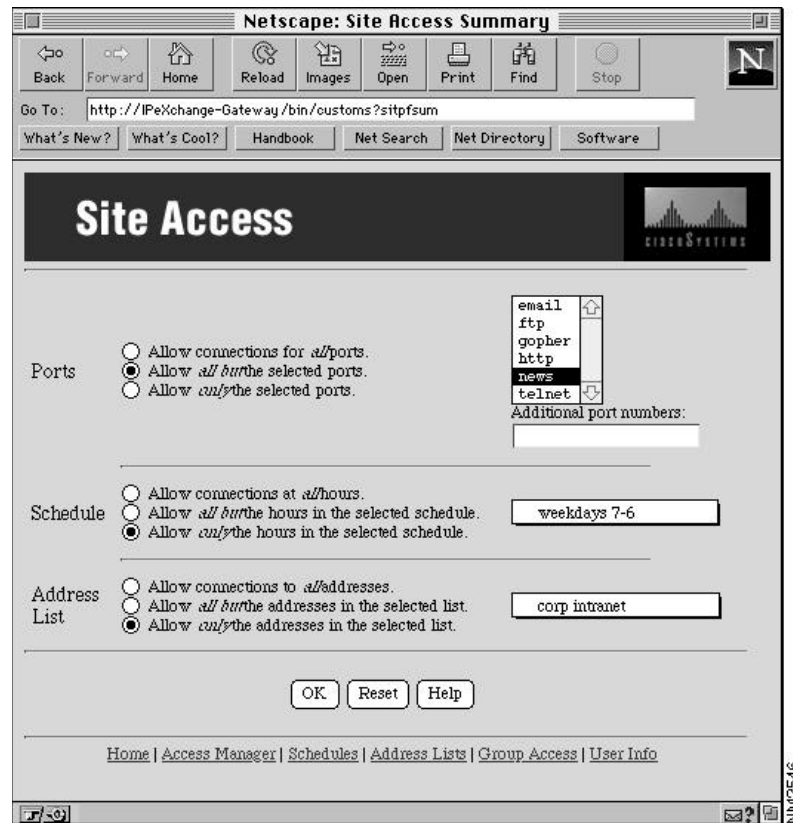 Netscape: Site Access Summary
Back Forward Home Reload Images Open Print Find Stop
N
Go To: http://IPeXchange-Gateway/bin/customs?sitpfsum
What's New? What's Cool? Handbook Net Search Net Directory Software
Site Access
CISCO SYSTEMS
email
ftp
gopher
http
news
telnet
Ports
Allow connections for all ports.
Allow all but the selected ports.
Allow only the selected ports.
Additional port numbers:
Schedule
Allow connections at all hours.
Allow all but the hours in the selected schedule.
Allow only the hours in the selected schedule.
weekdays 7-6
Address List
Allow connections to all addresses.
Allow all but the addresses in the selected list.
Allow only the addresses in the selected list.
corp intranet
OK Reset Help
Home | Access Manager | Schedules | Address Lists | Group Access | User Info
?